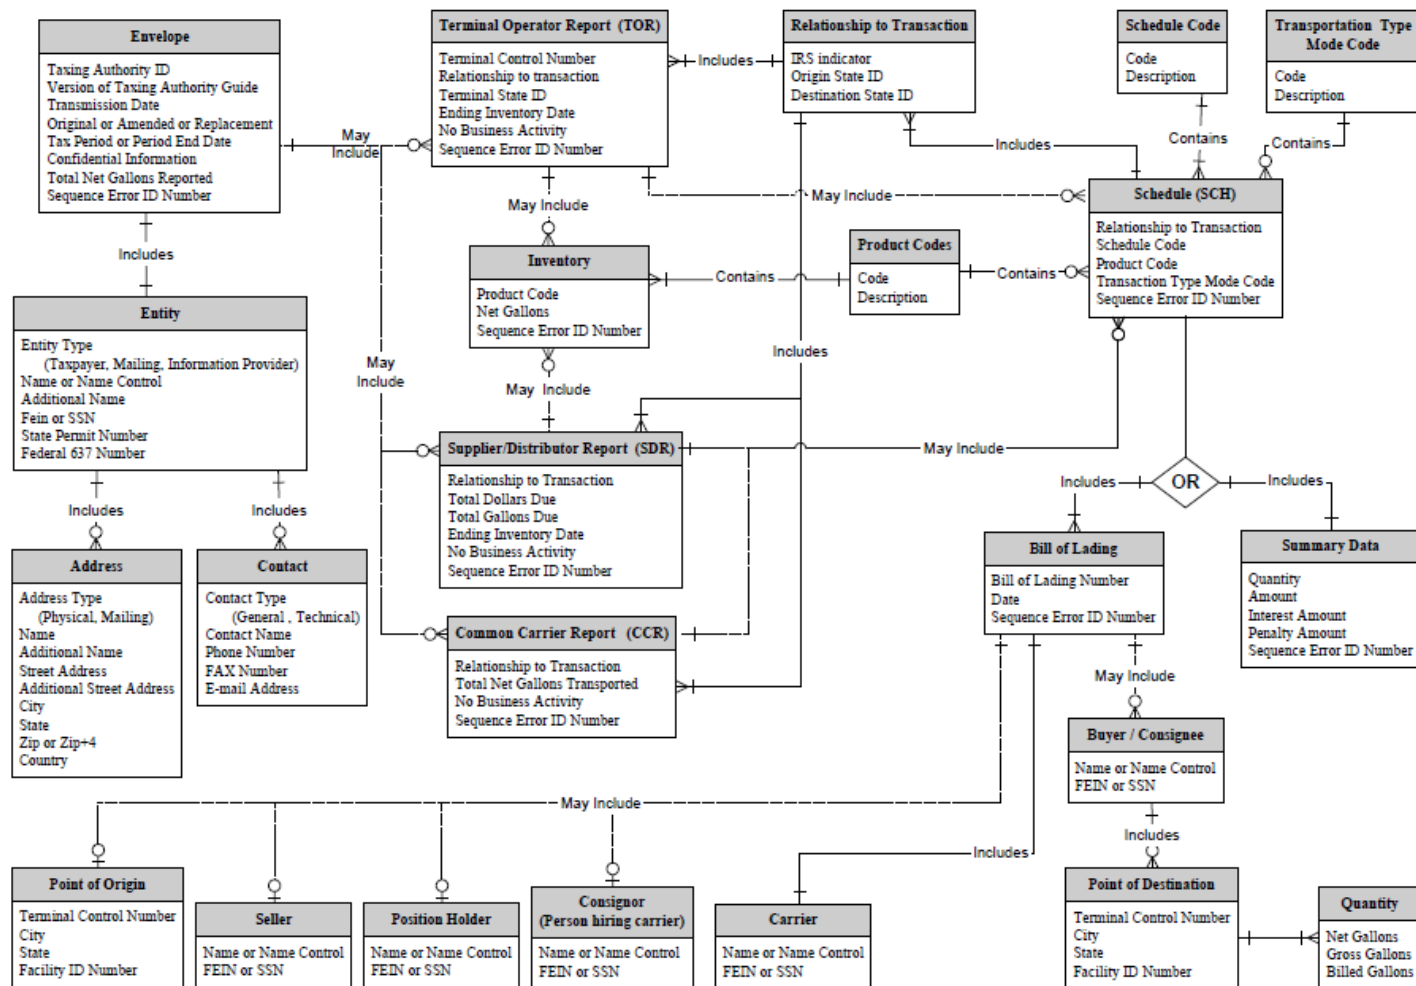 Envelope
Taxing Authority ID
Version of Taxing Authority Guide
Transmission Date
Original or Amended or Replacement
Tax Period or Period End Date
Confidential Information
Total Net Gallons Reported
Sequence Error ID Number
May
Include
Terminal Operator Report (TOR)
Terminal Control Number
Relationship to transaction
Terminal State ID
Ending Inventory Date
No Business Activity
Sequence Error ID Number
Includes
Relationship to Transaction
IRS indicator
Origin State ID
Destination State ID
Schedule Code
Code
Description
Transportation Type
Mode Code
Code
Description
Contains
Contains
Includes
May Include
May Include
Schedule (SCH)
Relationship to Transaction
Schedule Code
Product Code
Transaction Type Mode Code
Sequence Error ID Number
Includes
Inventory
Product Code
Net Gallons
Sequence Error ID Number
Contains
Product Codes
Code
Description
Contains
Entity
Entity Type
(Taxpayer, Mailing, Information Provider)
Name or Name Control
Additional Name
Fein or SSN
State Permit Number
Federal 637 Number
May
Include
May Include
Includes
Supplier/Distributor Report (SDR)
Relationship to Transaction
Total Dollars Due
Total Gallons Due
Ending Inventory Date
No Business Activity
Sequence Error ID Number
May Include
OR
Includes
Includes
Includes
Includes
Address
Address Type
(Physical, Mailing)
Name
Additional Name
Street Address
Additional Street Address
City
State
Zip or Zip+4
Country
Contact
Contact Type
(General , Technical)
Contact Name
Phone Number
FAX Number
E-mail Address
Common Carrier Report (CCR)
Relationship to Transaction
Total Net Gallons Transported
No Business Activity
Sequence Error ID Number
Bill of Lading
Bill of Lading Number
Date
Sequence Error ID Number
Summary Data
Quantity
Amount
Interest Amount
Penalty Amount
Sequence Error ID Number
May Include
Buyer / Consignee
Name or Name Control
FEIN or SSN
May Include
Includes
Includes
Point of Origin
Terminal Control Number
City
State
Facility ID Number
Seller
Name or Name Control
FEIN or SSN
Position Holder
Name or Name Control
FEIN or SSN
Consignor
(Person hiring carrier)
Name or Name Control
FEIN or SSN
Carrier
Name or Name Control
FEIN or SSN
Point of Destination
Terminal Control Number
City
State
Facility ID Number
Quantity
Net Gallons
Gross Gallons
Billed Gallons